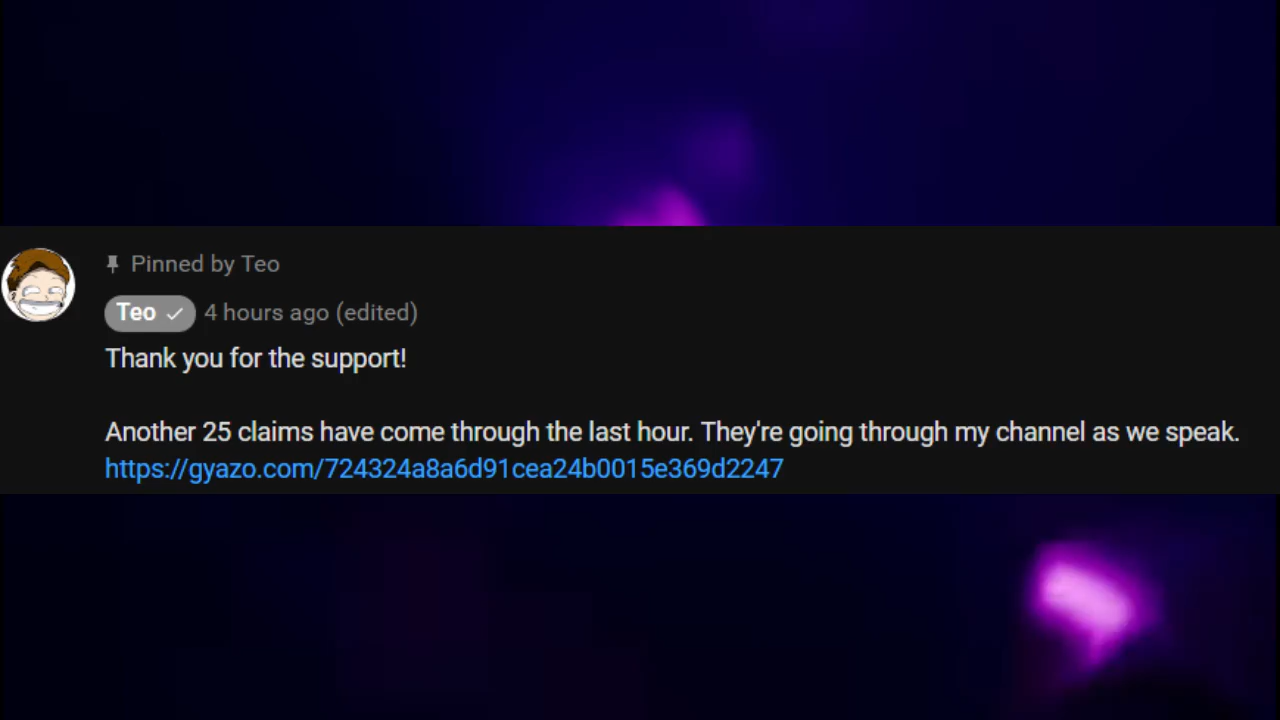 Pinned by Teo
Teo ✓ 4 hours ago (edited)
Thank you for the support!
Another 25 claims have come through the last hour. They're going through my channel as we speak.
https://gyazo.com/724324a8a6d91cea24b0015e369d2247